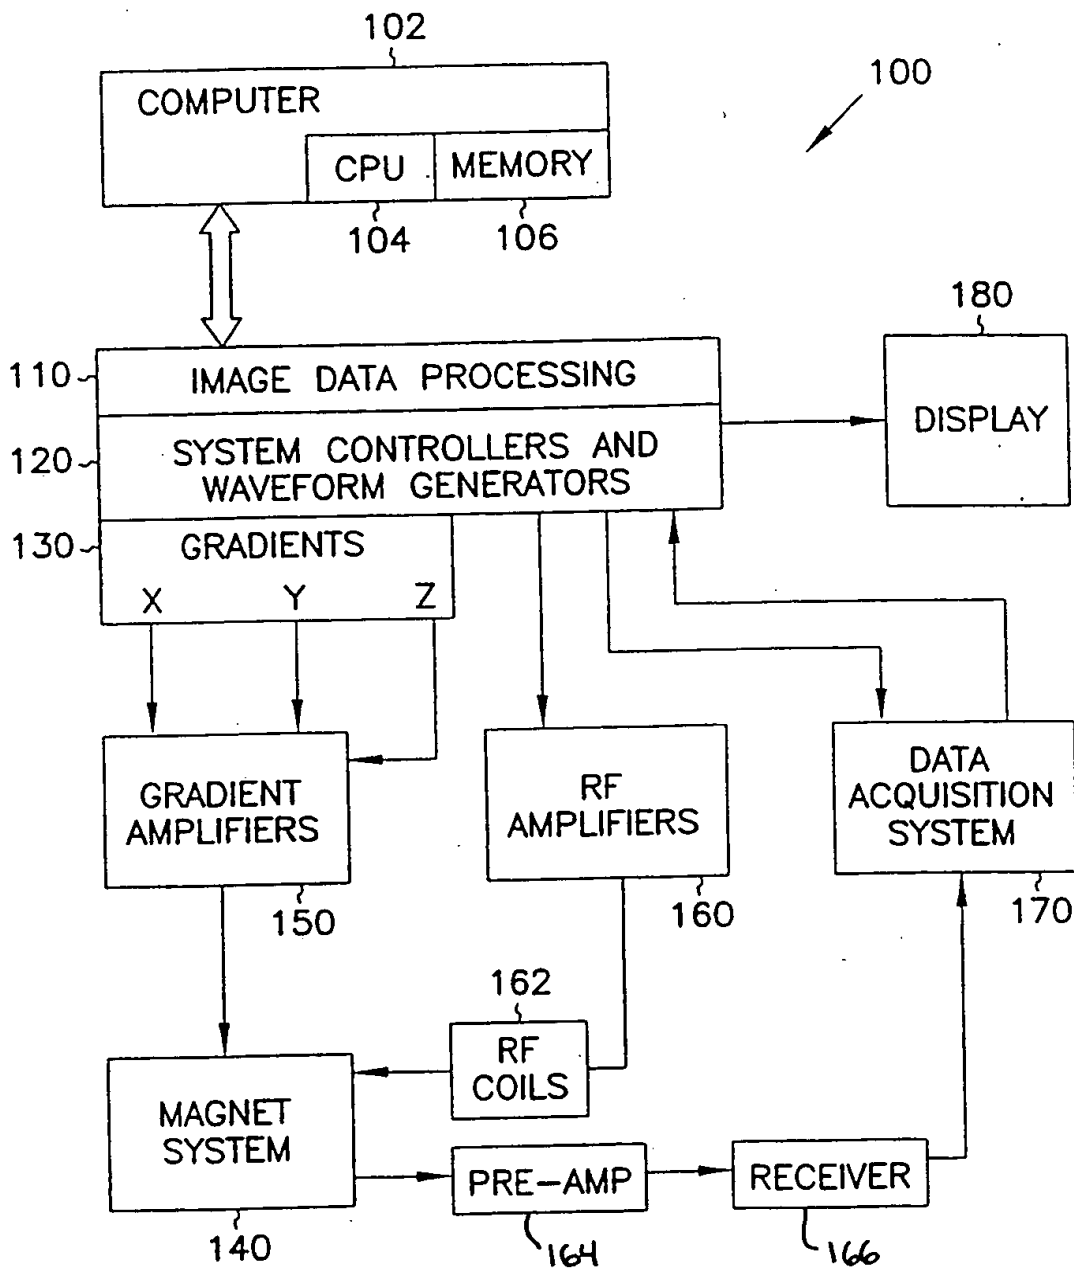 102
100
COMPUTER
CPU
MEMORY
104
106
180
110
IMAGE DATA PROCESSING
DISPLAY
120
SYSTEM CONTROLLERS AND
WAVEFORM GENERATORS
130
GRADIENTS
X
Y
Z
GRADIENT
AMPLIFIERS
RF
AMPLIFIERS
DATA
ACQUISITION
SYSTEM
150
160
170
162
RF
COILS
MAGNET
SYSTEM
PRE-AMP
RECEIVER
140
164
166